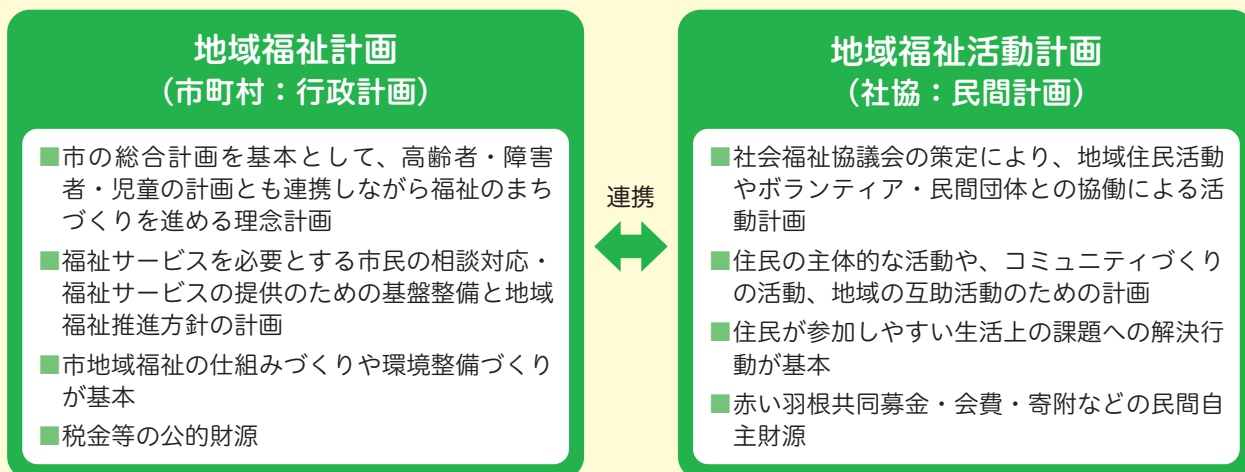 地域福祉計画
（市町村：行政計画）
■市の総合計画を基本として、高齢者・障害
者・児童の計画とも連携しながら福祉のまち
づくりを進める理念計画
■福祉サービスを必要とする市民の相談対応・
福祉サービスの提供のための基盤整備と地域
福祉推進方針の計画
■市地域福祉の仕組みづくりや環境整備づくり
が基本
■税金等の公的財源
連携
地域福祉活動計画
（社協：民間計画）
■社会福祉協議会の策定により、地域住民活動
やボランティア・民間団体との協働による活
動計画
■住民の主体的な活動や、コミュニティづくり
の活動、地域の互助活動のための計画
■住民が参加しやすい生活上の課題への解決行
動が基本
■赤い羽根共同募金・会費・寄附などの民間自
主財源